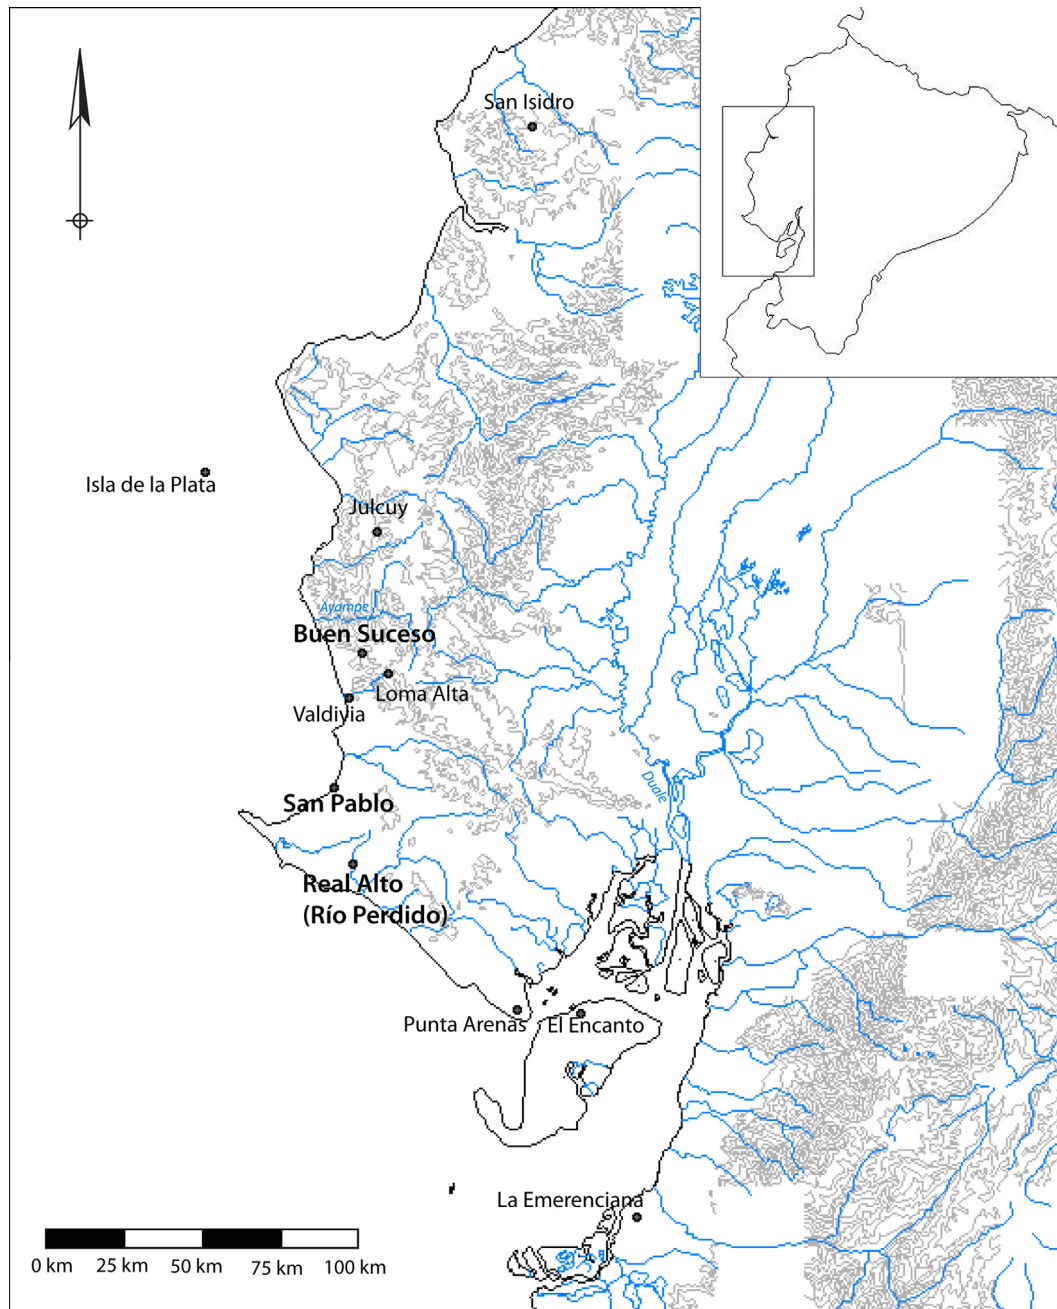 San Isidro
Isla de la Plata
Julcuy
Ayampe
Buen Suceso
Loma Alta
Valdivia
San Pablo
Duale
Real Alto
(Río Perdido)
Punta Arenas
El Encanto
La Emerenciana
0 km
25 km
50 km
75 km
100 km